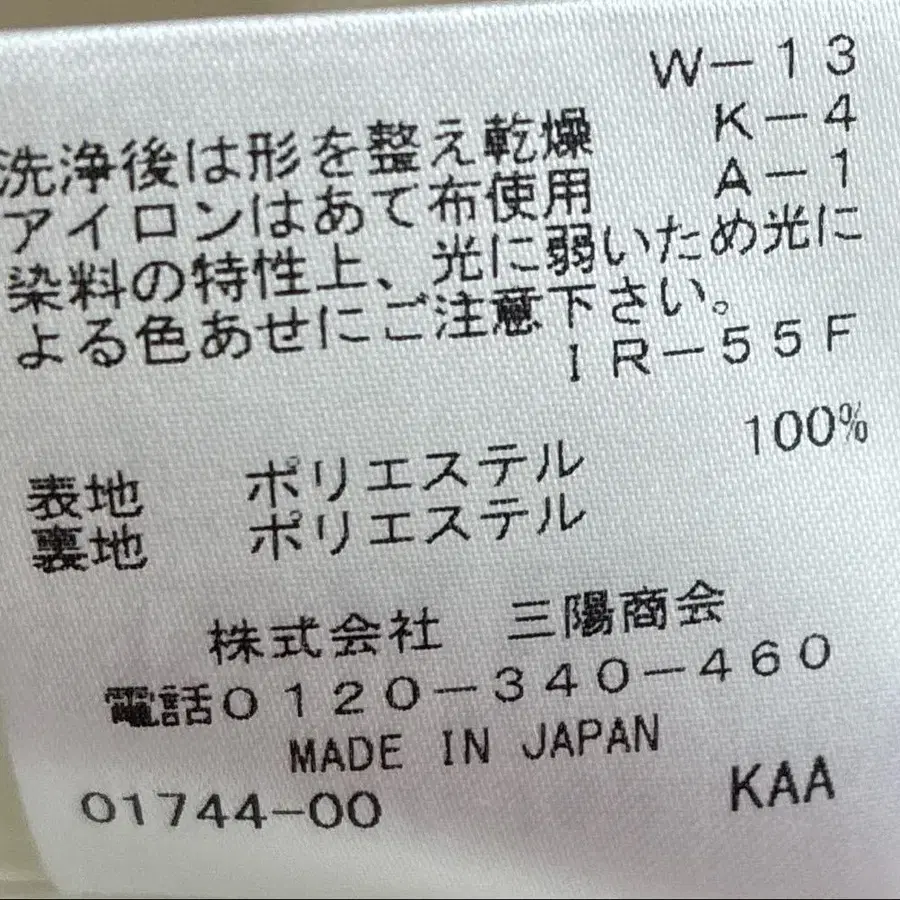 W-13
洗浄後は形を整え乾燥 K-4
アイロンはあて布使用 A-1
染料の特性上、光に弱いため光に
よる色あせにご注意下さい。
IR-55F
表地 ポリエステル 100%
裏地 ポリエステル
株式会社 三陽商会
電話0120-340-460
MADE IN JAPAN
01744-00 KAA